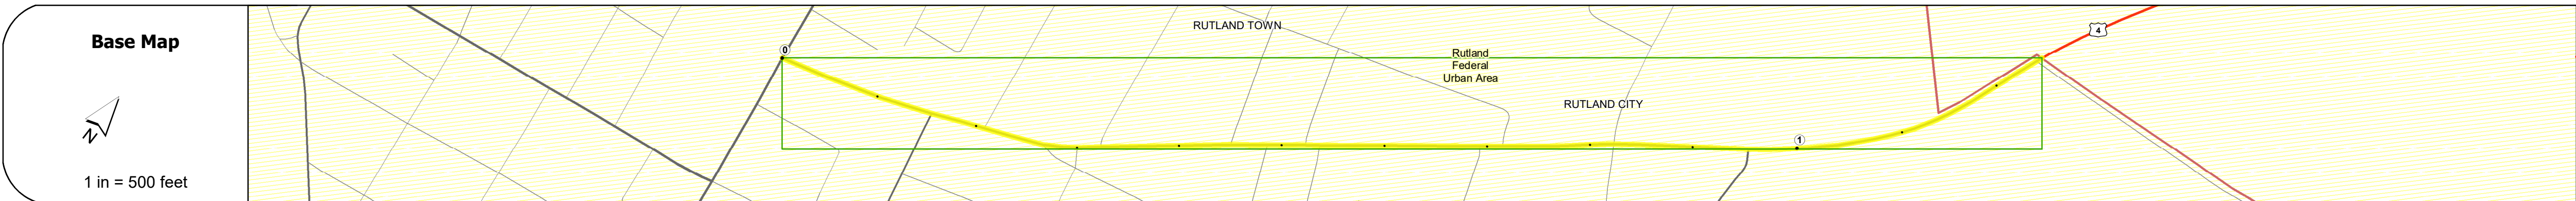 Base Map
N
1 in = 500 feet
0
RUTLAND TOWN
Rutland
Federal
Urban Area
RUTLAND CITY
1
4